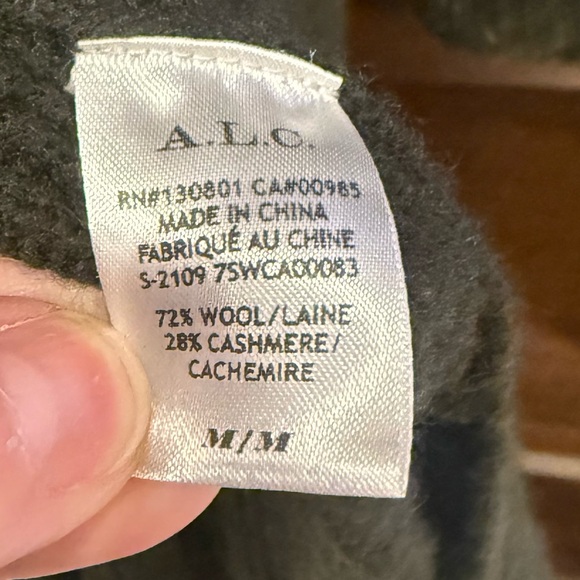 A.L.C.
RN#130801 CA#00985
MADE IN CHINA
FABRIQUÉ AU CHINE
S-2109 7SWCA00083
72% WOOL/LAINE
28% CASHMERE/
CACHEMIRE
M/M